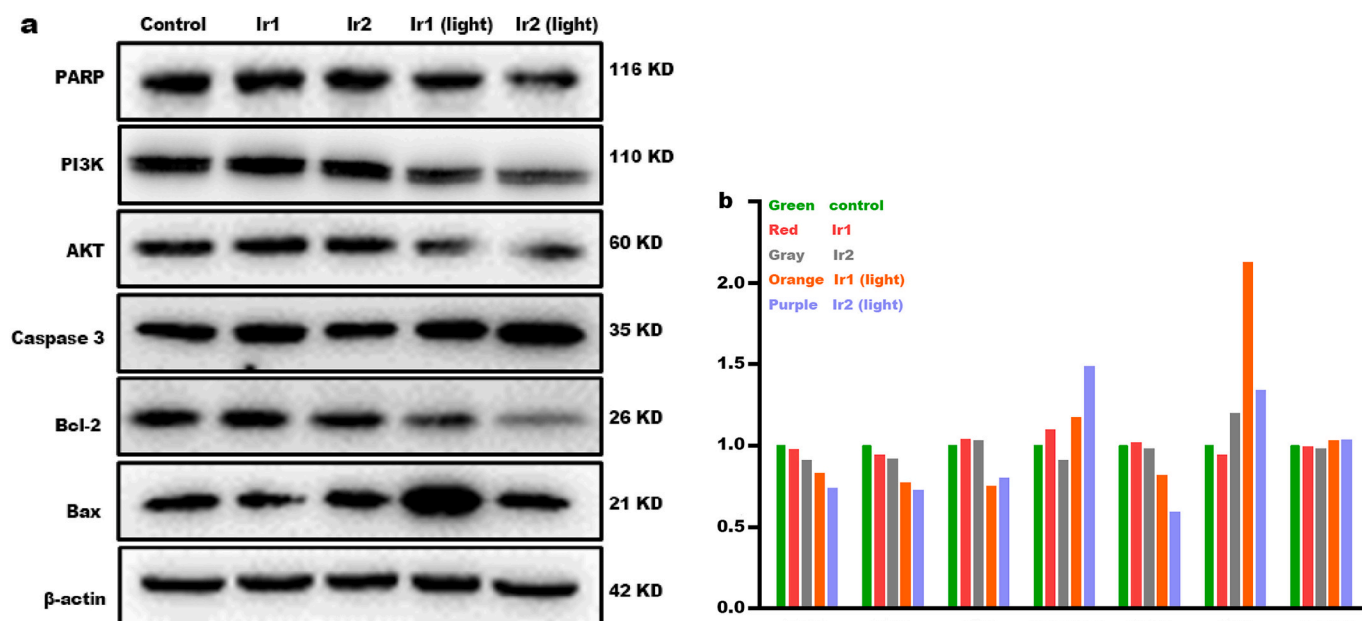 a
Control Ir1 Ir2 Ir1 (light) Ir2 (light)
PARP 116 KD
PI3K 110 KD
AKT 60 KD
Caspase 3 35 KD
Bcl-2 26 KD
Bax 21 KD
β-actin 42 KD
b
Green control
Red Ir1
Gray Ir2
Orange Ir1 (light)
Purple Ir2 (light)
2.0
1.5
1.0
0.5
0.0